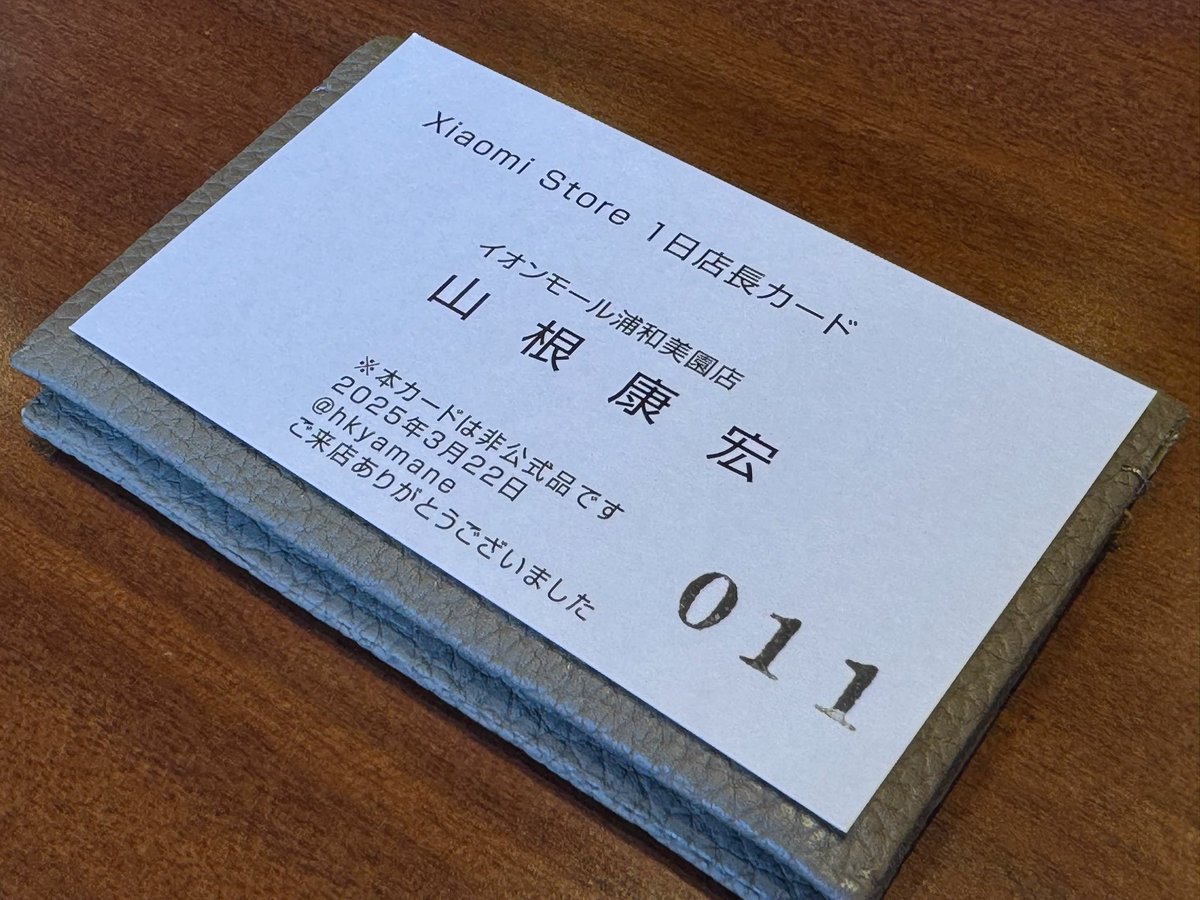 Xiaomi Store 1日店長カード
イオンモール浦和美園店
山根康宏
※本カードは非公式品です
2025年3月22日
@hkyamane
ご来店ありがとうございました
011